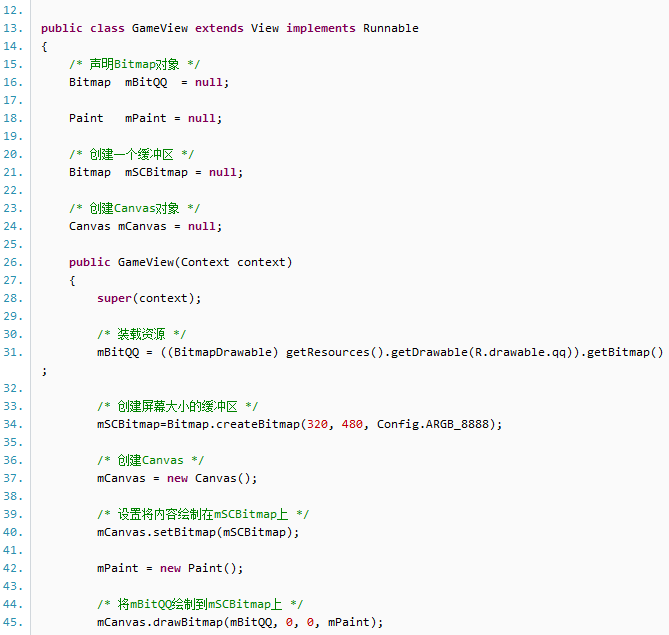 12.
13. public class GameView extends View implements Runnable
14. {
15.     /* 声明Bitmap对象 */
16.     Bitmap  mBitQQ  = null;
17.
18.     Paint   mPaint = null;
19.
20.     /* 创建一个缓冲区 */
21.     Bitmap  mSCBitmap = null;
22.
23.     /* 创建Canvas对象 */
24.     Canvas mCanvas = null;
25.
26.     public GameView(Context context)
27.     {
28.         super(context);
29.
30.         /* 装载资源 */
31.         mBitQQ = ((BitmapDrawable) getResources().getDrawable(R.drawable.qq)).getBitmap()
;
32.
33.         /* 创建屏幕大小的缓冲区 */
34.         mSCBitmap=Bitmap.createBitmap(320, 480, Config.ARGB_8888);
35.
36.         /* 创建Canvas */
37.         mCanvas = new Canvas();
38.
39.         /* 设置将内容绘制在mSCBitmap上 */
40.         mCanvas.setBitmap(mSCBitmap);
41.
42.         mPaint = new Paint();
43.
44.         /* 将mBitQQ绘制到mSCBitmap上 */
45.         mCanvas.drawBitmap(mBitQQ, 0, 0, mPaint);